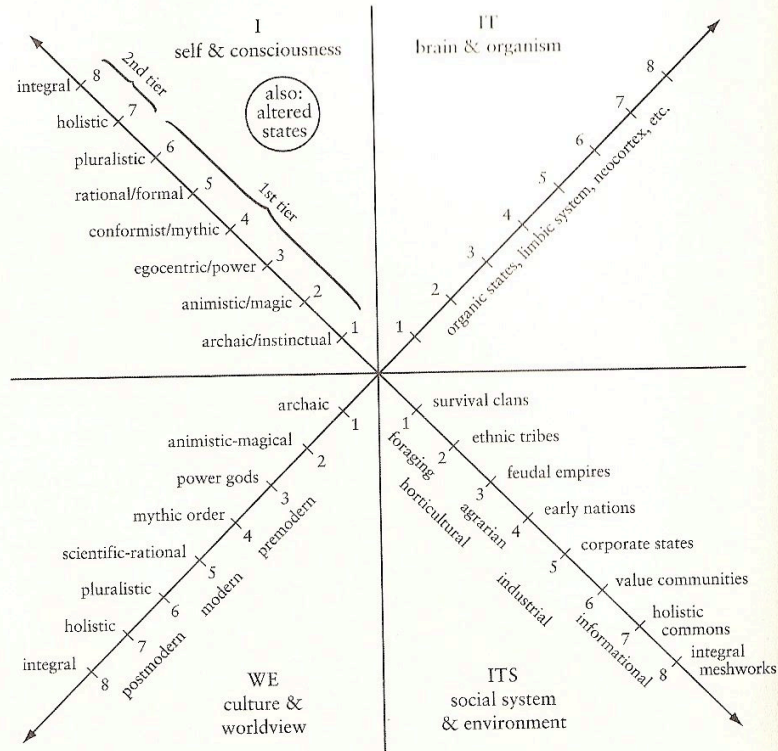 I
self & consciousness
also:
altered
states
2nd tier
1st tier
integral 8
holistic 7
pluralistic 6
rational/formal 5
conformist/mythic 4
egocentric/power 3
animistic/magic 2
archaic/instinctual 1
IT
brain & organism
8
7
6
5
4
3
2
1
organic states, limbic system, neocortex, etc.
archaic 1
animistic-magical 2
power gods 3
mythic order 4
scientific-rational 5
pluralistic 6
holistic 7
integral 8
premodern
modern
postmodern
WE
culture &
worldview
1 survival clans
2 ethnic tribes
3 feudal empires
4 early nations
5 corporate states
6 value communities
7 holistic
commons
8 integral
meshworks
foraging
horticultural
agrarian
industrial
informational
ITS
social system
& environment